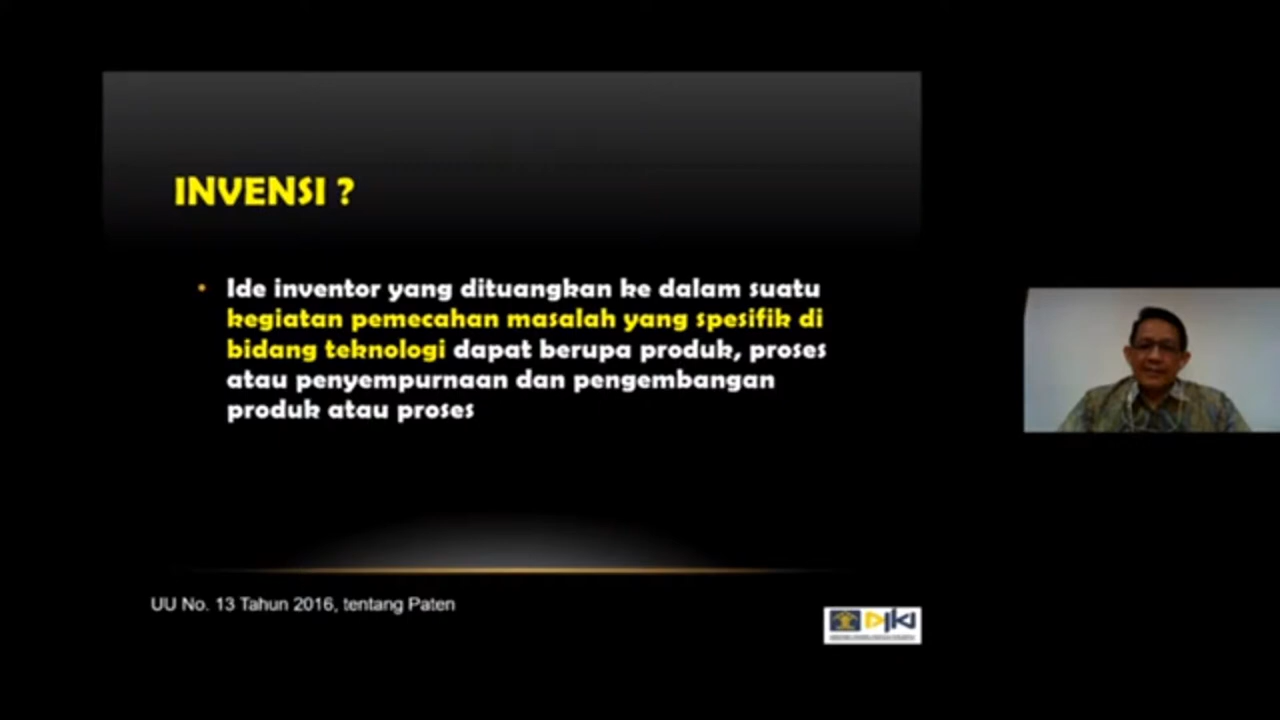 INVENSI ?
• Ide inventor yang dituangkan ke dalam suatu
kegiatan pemecahan masalah yang spesifik di
bidang teknologi dapat berupa produk, proses
atau penyempurnaan dan pengembangan
produk atau proses
UU No. 13 Tahun 2016, tentang Paten
DJKI